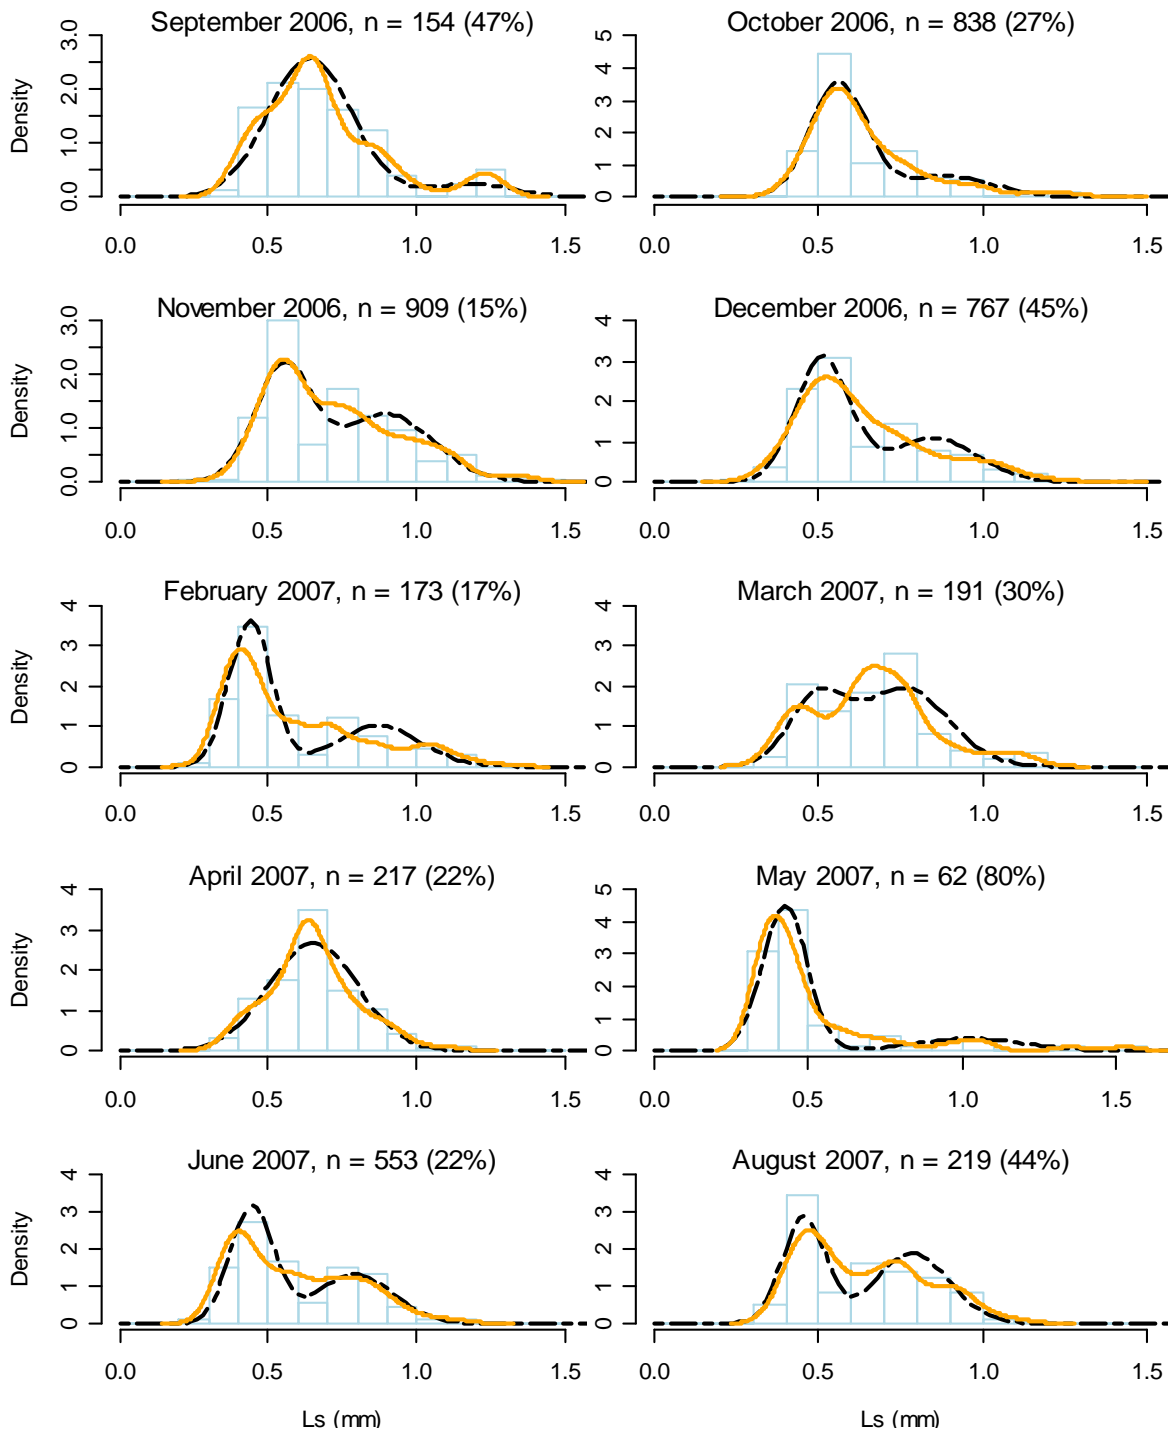 September 2006, n = 154 (47%)
Density
0.0 1.0 2.0 3.0
0.0 0.5 1.0 1.5
October 2006, n = 838 (27%)
0 1 2 3 4 5
0.0 0.5 1.0 1.5
November 2006, n = 909 (15%)
Density
0.0 1.0 2.0 3.0
0.0 0.5 1.0 1.5
December 2006, n = 767 (45%)
0 1 2 3 4
0.0 0.5 1.0 1.5
February 2007, n = 173 (17%)
Density
0 1 2 3 4
0.0 0.5 1.0 1.5
March 2007, n = 191 (30%)
0 1 2 3 4
0.0 0.5 1.0 1.5
April 2007, n = 217 (22%)
Density
0 1 2 3 4
0.0 0.5 1.0 1.5
May 2007, n = 62 (80%)
0 1 2 3 4 5
0.0 0.5 1.0 1.5
June 2007, n = 553 (22%)
Density
0 1 2 3 4
0.0 0.5 1.0 1.5
Ls (mm)
August 2007, n = 219 (44%)
0 1 2 3 4
0.0 0.5 1.0 1.5
Ls (mm)